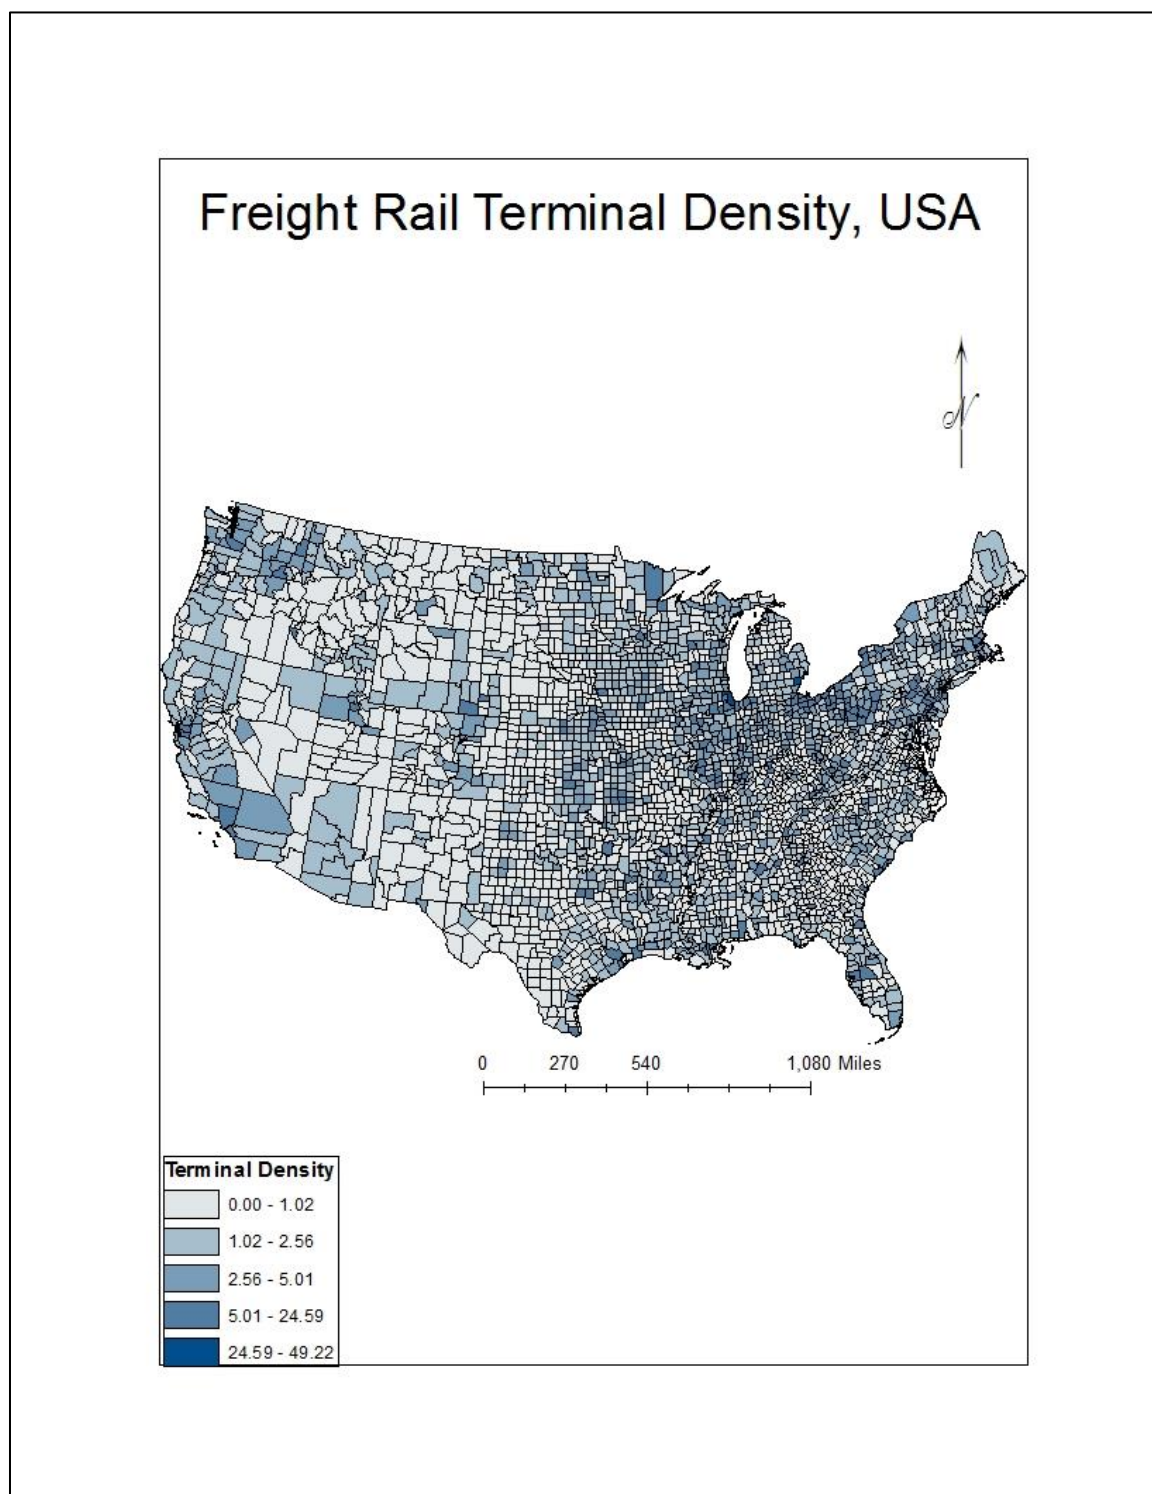 Freight Rail Terminal Density, USA
N
0 270 540 1,080 Miles
Terminal Density
0.00 - 1.02
1.02 - 2.56
2.56 - 5.01
5.01 - 24.59
24.59 - 49.22